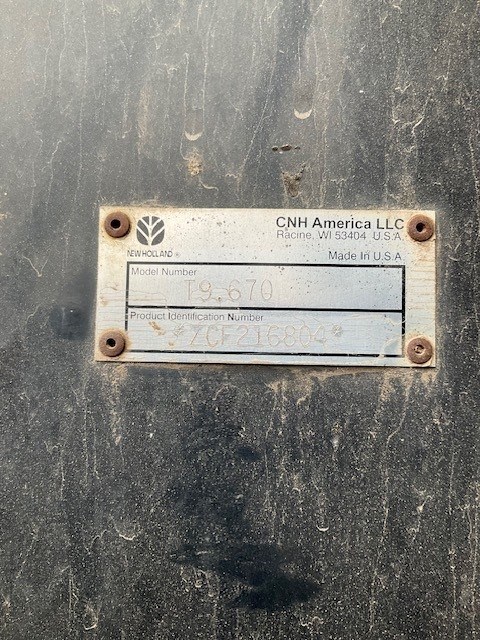 CNH America LLC
Racine, WI 53404 U.S.A.
NEW HOLLAND ®
Made In U.S.A.
Model Number
T9.670
Product Identification Number
*ZCF216804*